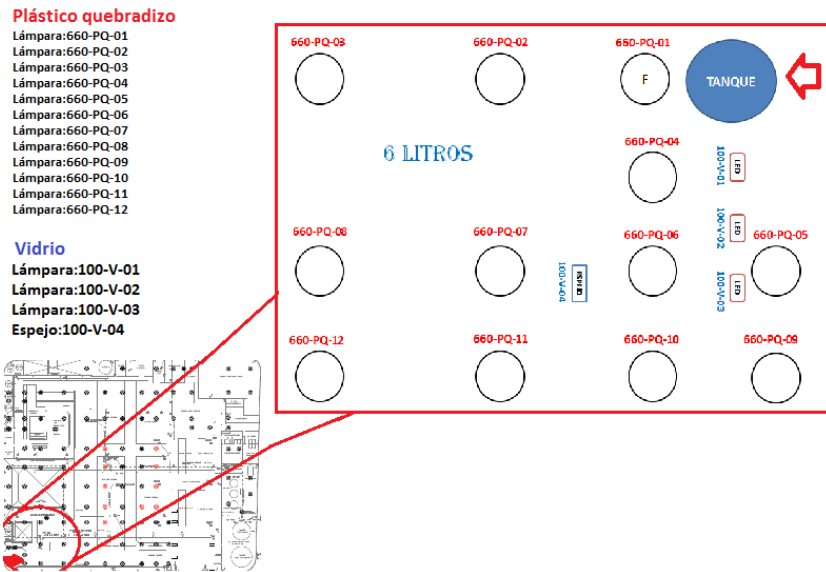 Plástico quebradizo
Lámpara:660-PQ-01
Lámpara:660-PQ-02
Lámpara:660-PQ-03
Lámpara:660-PQ-04
Lámpara:660-PQ-05
Lámpara:660-PQ-06
Lámpara:660-PQ-07
Lámpara:660-PQ-08
Lámpara:660-PQ-09
Lámpara:660-PQ-10
Lámpara:660-PQ-11
Lámpara:660-PQ-12
Vidrio
Lámpara:100-V-01
Lámpara:100-V-02
Lámpara:100-V-03
Espejo:100-V-04
660-PQ-03
660-PQ-02
660-PQ-01
F
TANQUE
6 LITROS
660-PQ-04
100-V-01
LED
100-V-02
LED
660-PQ-08
660-PQ-07
660-PQ-06
660-PQ-05
100-V-04
ESPEJO
100-V-03
LED
660-PQ-12
660-PQ-11
660-PQ-10
660-PQ-09